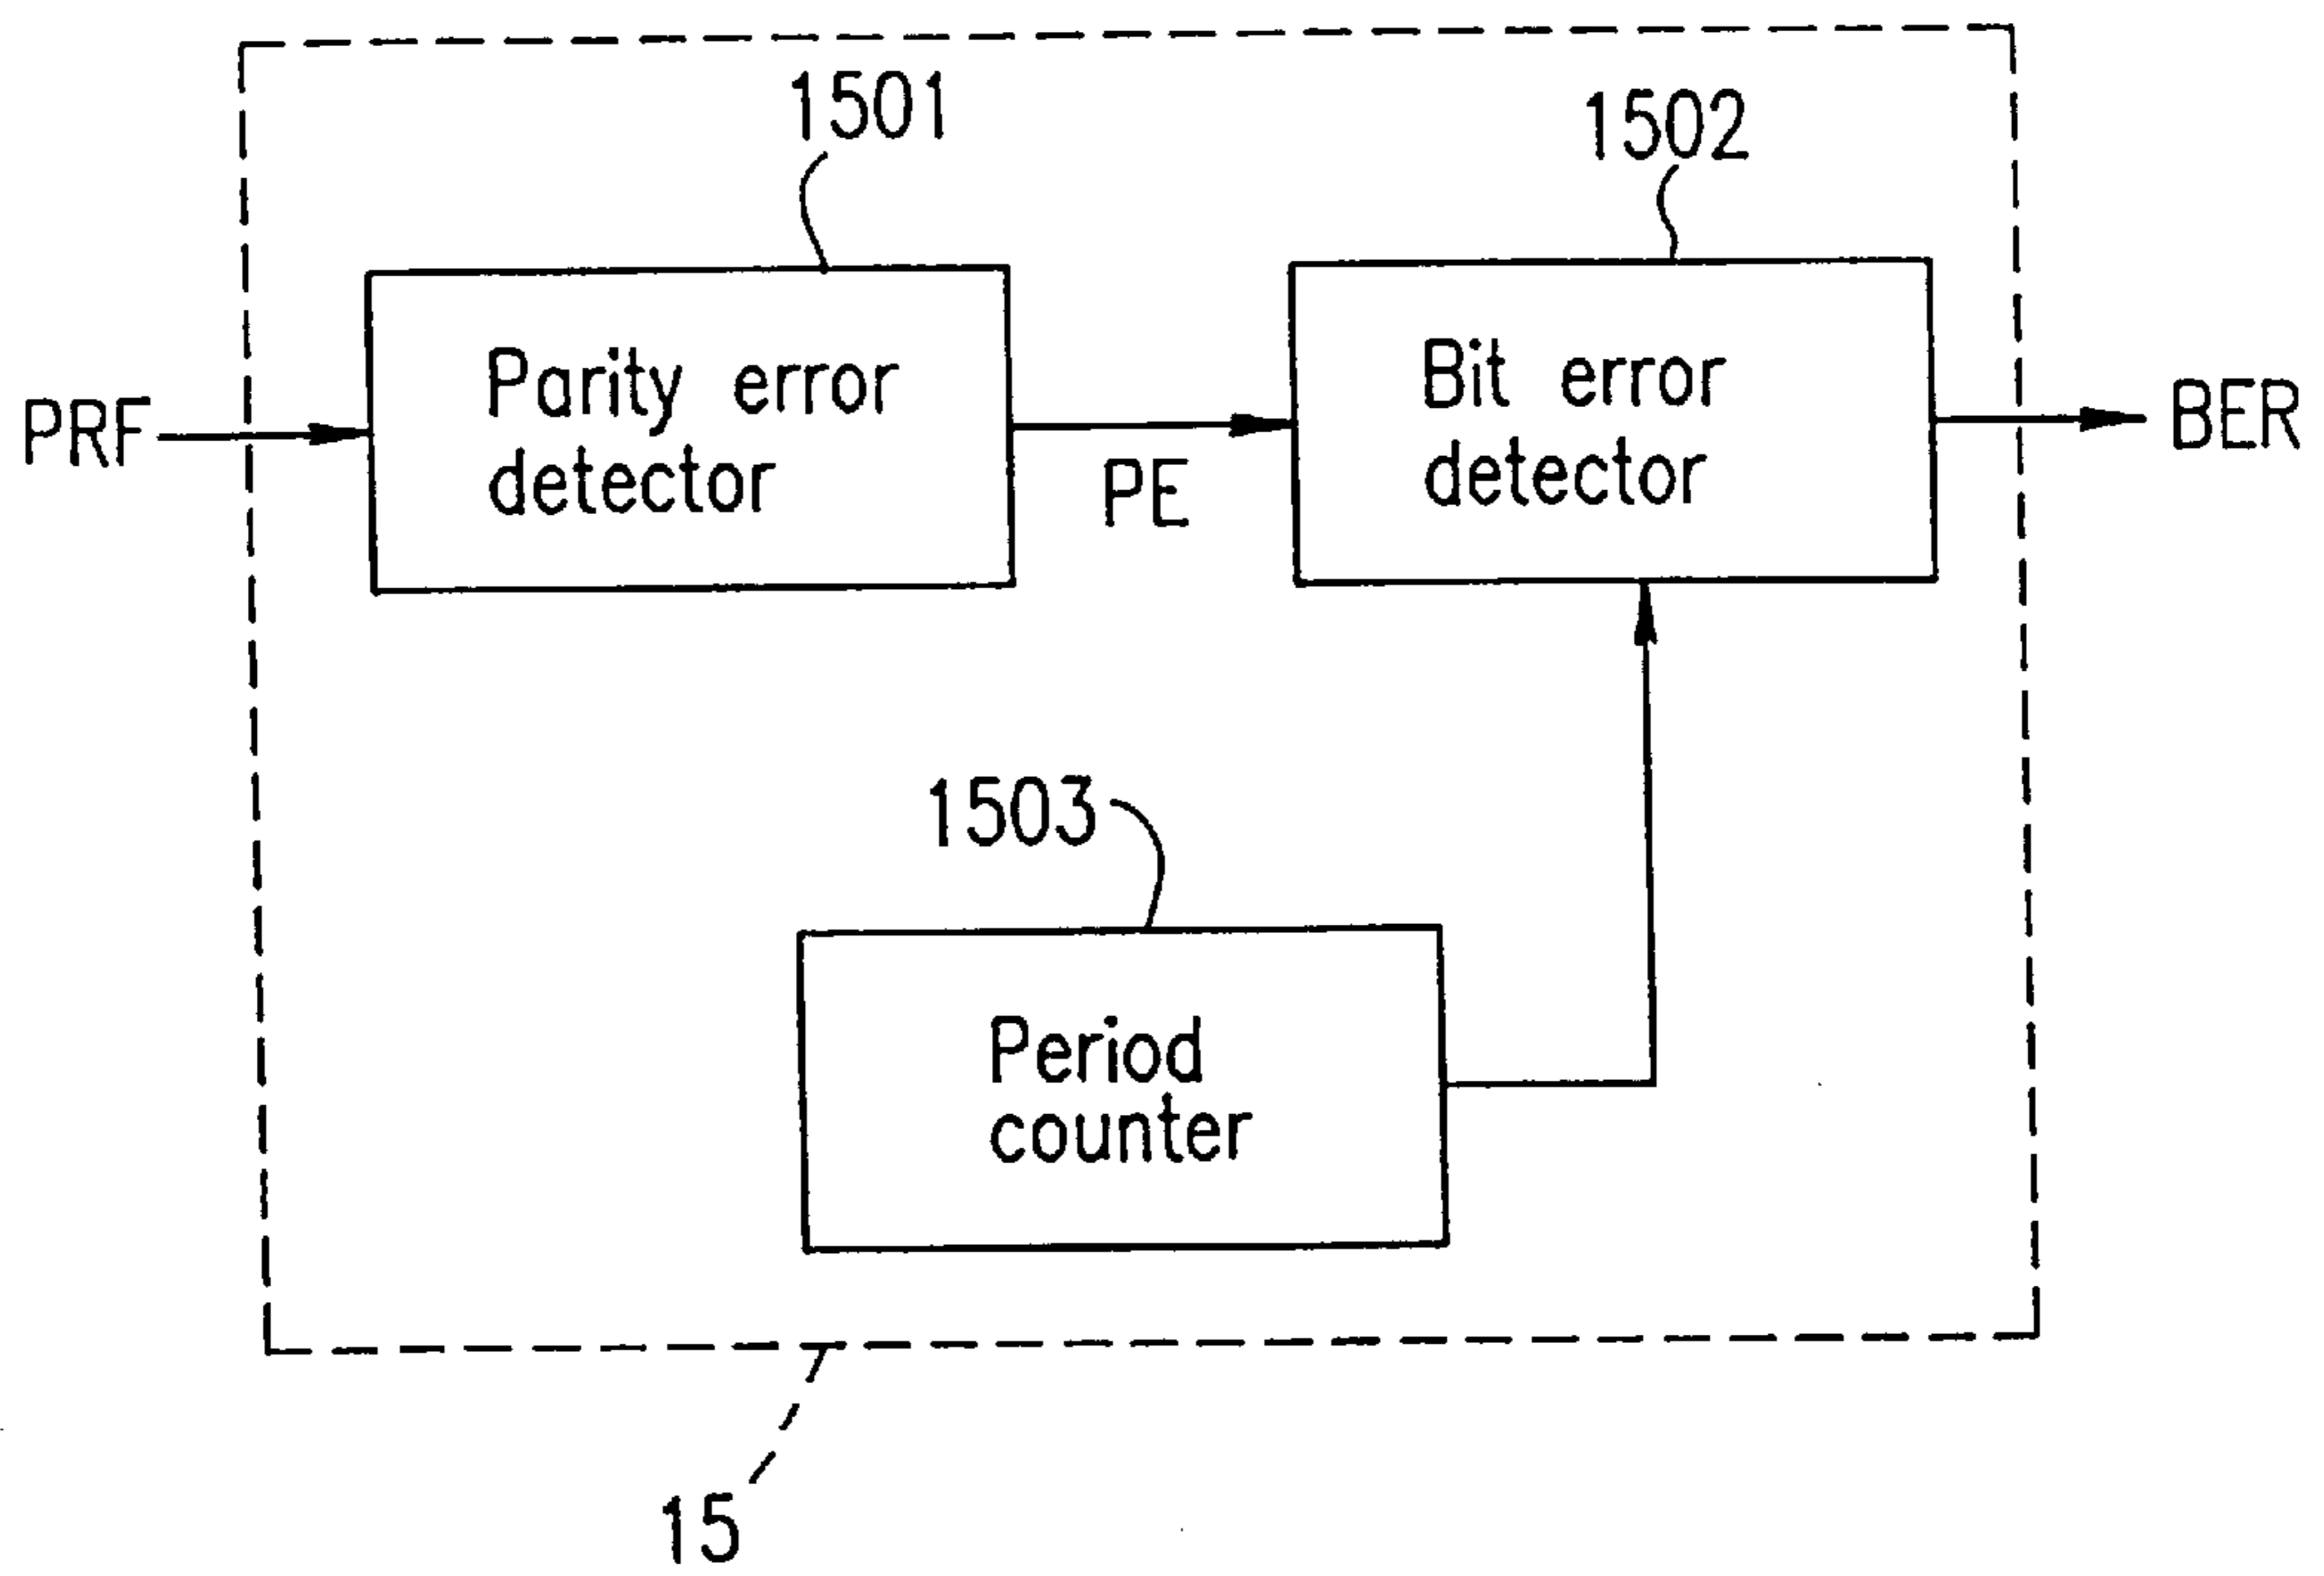 1501
1502
Parity error
detector
Bit error
detector
PRF
PE
BER
1503
Period
counter
15